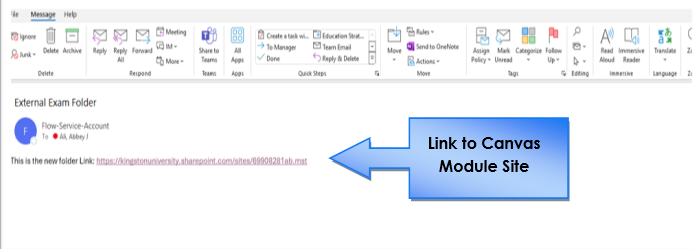 File Message Help
Ignore
Junk
Delete
Archive
Delete
Reply
Reply All
Forward
Meeting
IM
More
Respond
Share to Teams
Teams
All Apps
Apps
Create a task wi...
To Manager
Done
Education Strat...
Team Email
Reply & Delete
Quick Steps
Move
Rules
Send to OneNote
Actions
Move
Assign Policy
Mark Unread
Categorize
Follow Up
Tags
Editing
Read Aloud
Immersive Reader
Immersive
Translate
Language
External Exam Folder
F
Flow-Service-Account
To Ali, Abbey J
This is the new folder Link: https://kingstonuniversity.sharepoint.com/sites/69908281ab.mst
Link to Canvas
Module Site